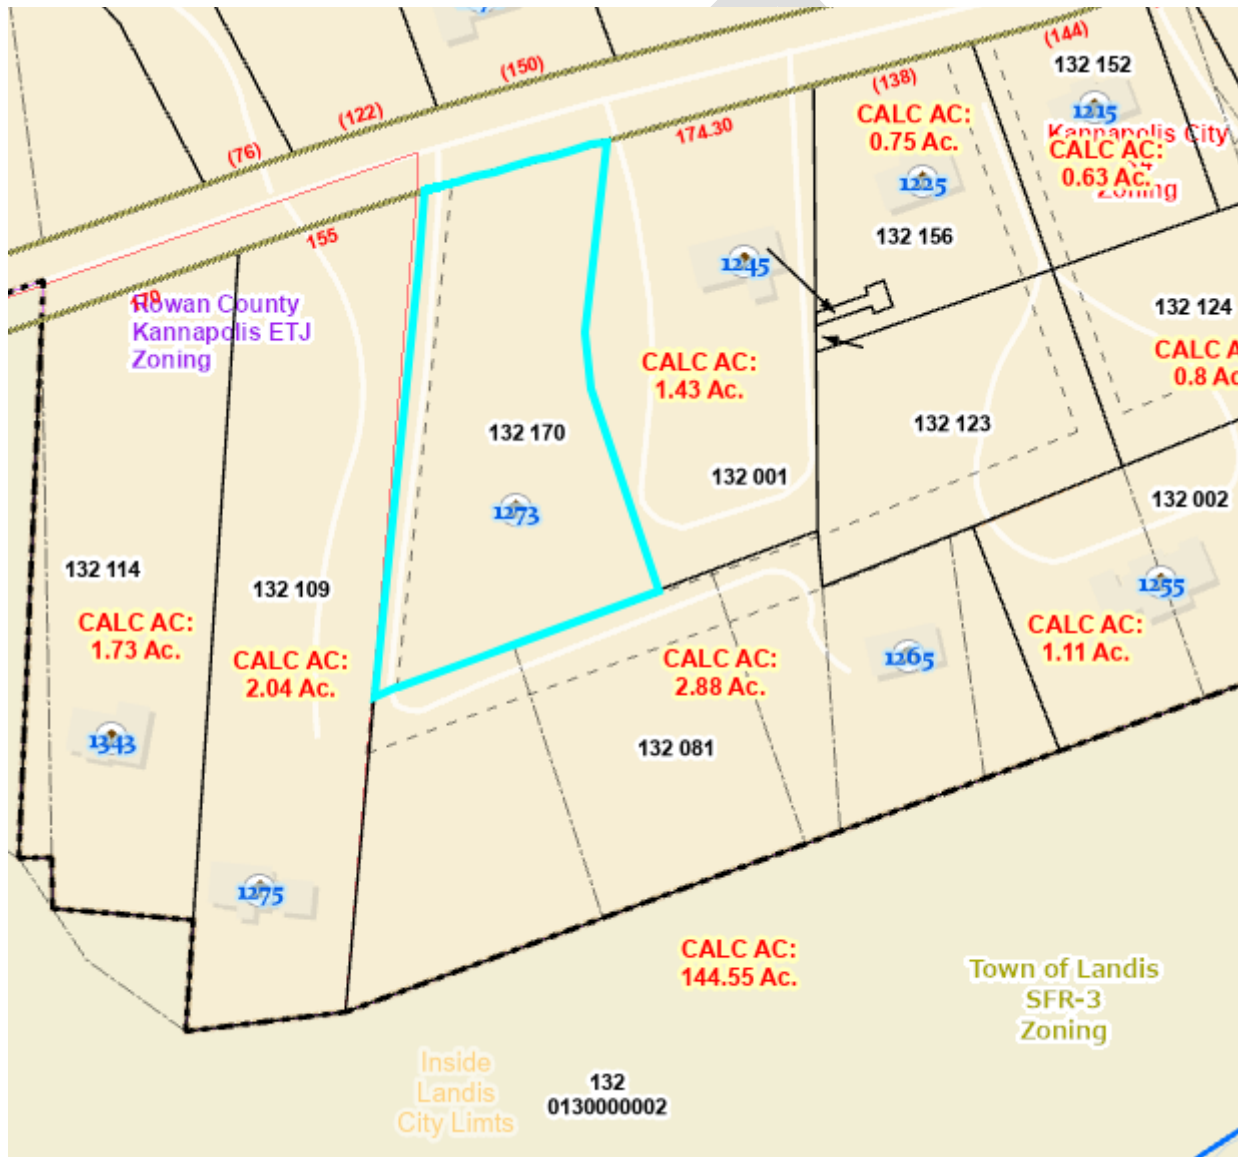 (144)
132 152
(150)
(138)
1215
CALC AC:
0.75 Ac.
(122)
174.30
Kannapolis City
CALC AC:
0.63 Ac.
Zoning
(76)
1225
155
132 156
1245
179
Rowan County
Kannapolis ETJ
Zoning
132 124
CALC A
0.8 Ac
CALC AC:
1.43 Ac.
132 170
132 123
132 001
1273
132 002
132 114
132 109
1255
CALC AC:
1.73 Ac.
CALC AC:
1.11 Ac.
CALC AC:
2.04 Ac.
CALC AC:
2.88 Ac.
1265
1343
132 081
1275
CALC AC:
144.55 Ac.
Town of Landis
SFR-3
Zoning
Inside
Landis
City Limts
132
0130000002